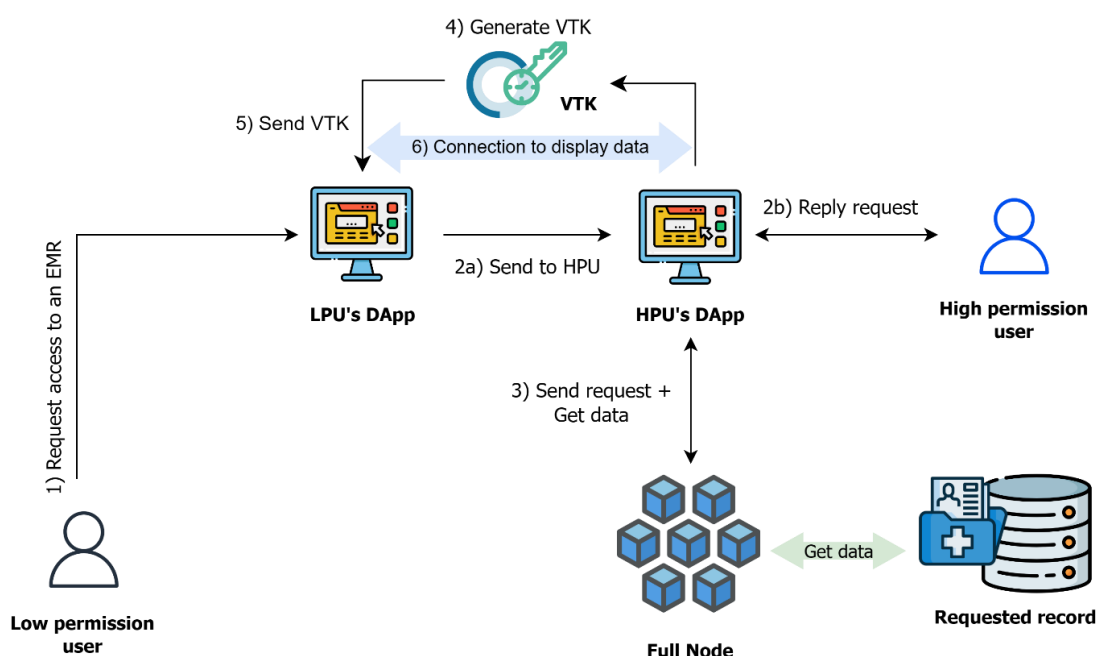 4) Generate VTK
VTK
5) Send VTK
6) Connection to display data
2b) Reply request
2a) Send to HPU
LPU's DApp
HPU's DApp
High permission
user
1) Request access to an EMR
3) Send request +
Get data
Get data
Low permission
user
Requested record
Full Node